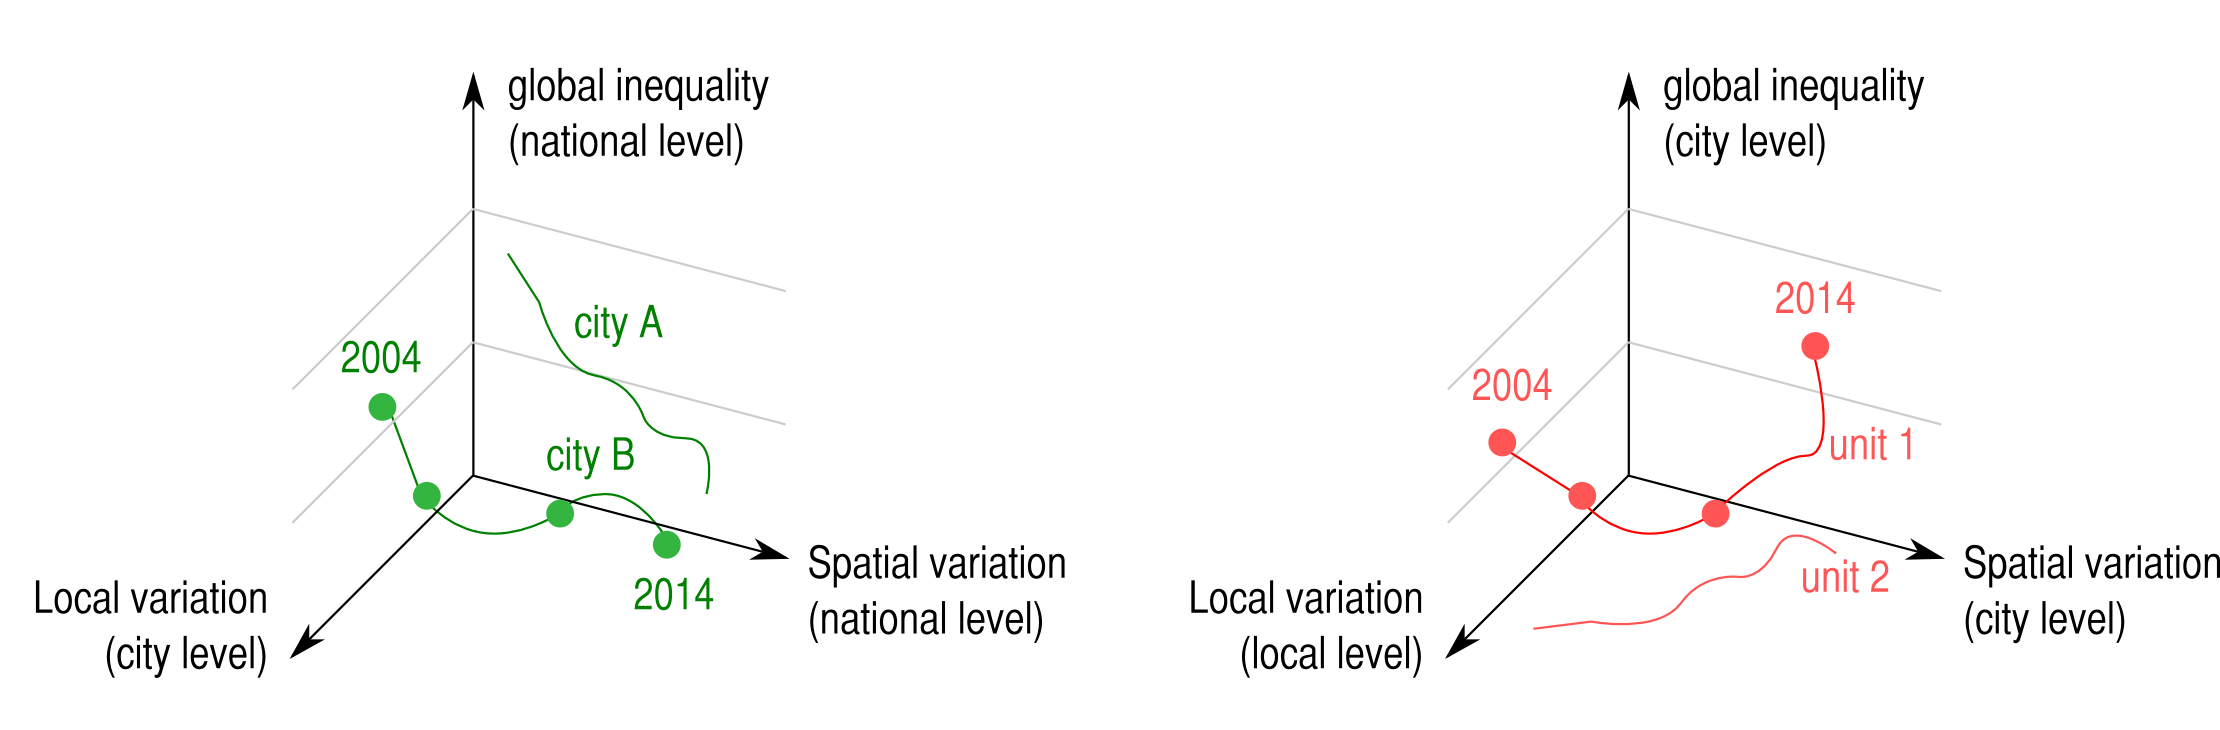 global inequality
(national level)
2004
city A
city B
2014
Spatial variation
(national level)
Local variation
(city level)
global inequality
(city level)
2014
2004
unit 1
unit 2
Spatial variation
(city level)
Local variation
(local level)